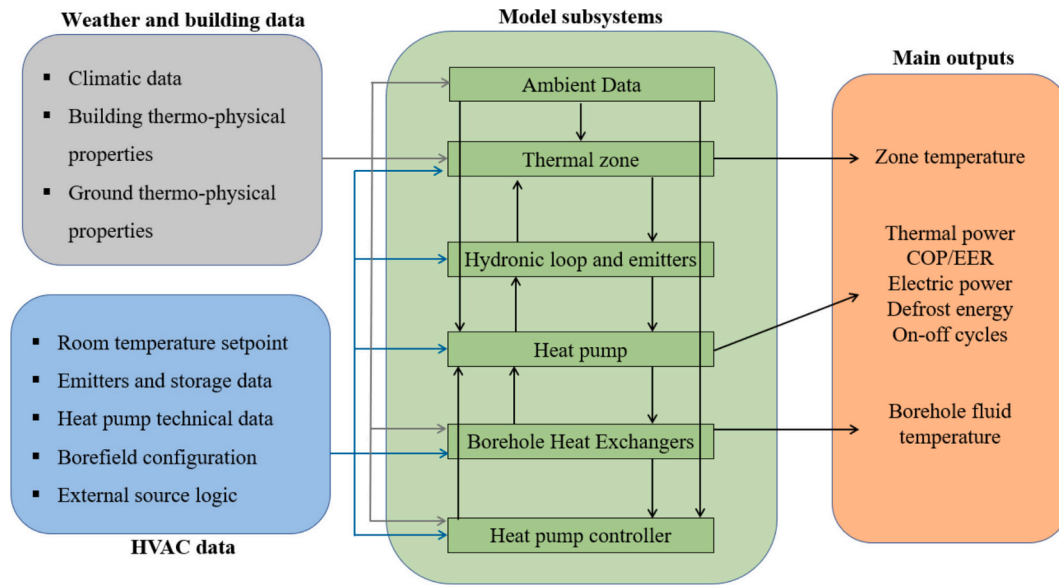 Weather and building data
▪ Climatic data
▪ Building thermo-physical
properties
▪ Ground thermo-physical
properties
▪ Room temperature setpoint
▪ Emitters and storage data
▪ Heat pump technical data
▪ Borefield configuration
▪ External source logic
HVAC data
Model subsystems
Ambient Data
Thermal zone
Hydronic loop and emitters
Heat pump
Borehole Heat Exchangers
Heat pump controller
Main outputs
Zone temperature
Thermal power
COP/EER
Electric power
Defrost energy
On-off cycles
Borehole fluid
temperature